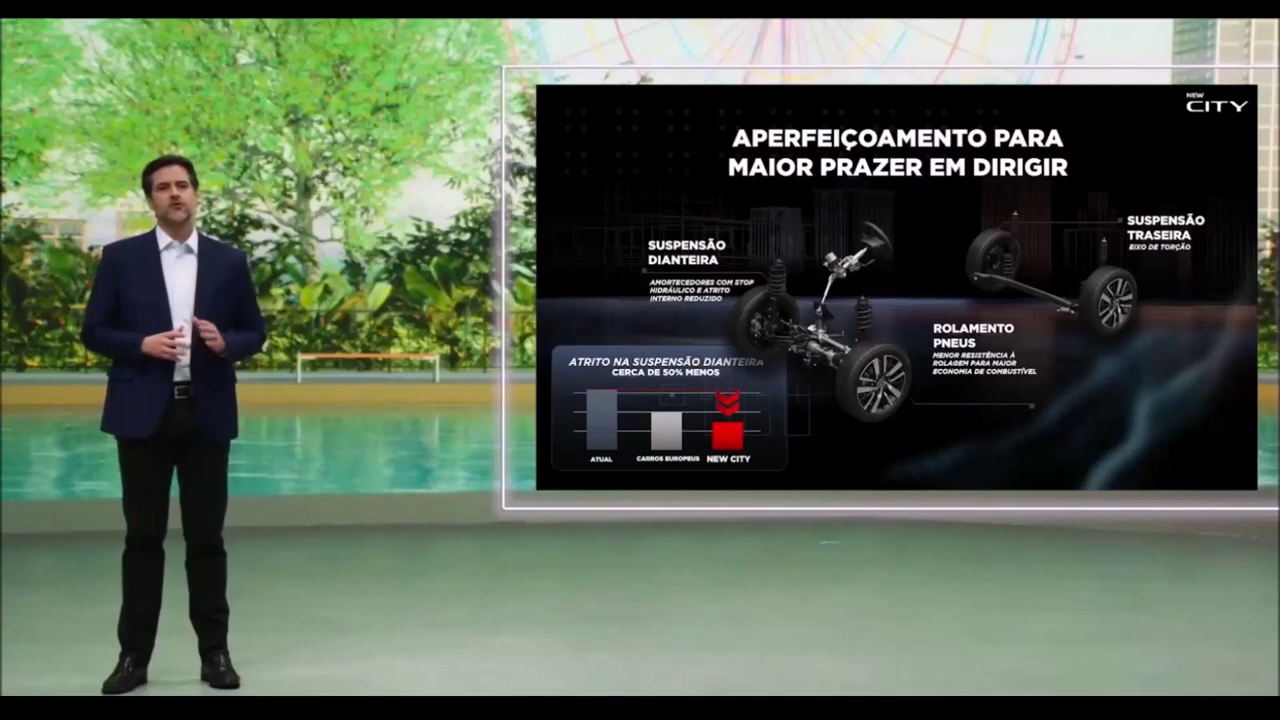 NEW
CITY
APERFEIÇOAMENTO PARA
MAIOR PRAZER EM DIRIGIR
SUSPENSÃO
DIANTEIRA
AMORTECEDORES COM STOP
HIDRÁULICO E ATRITO
INTERNO REDUZIDO
SUSPENSÃO
TRASEIRA
EIXO DE TORÇÃO
ROLAMENTO
PNEUS
MENOR RESISTÊNCIA À
ROLAGEM PARA MAIOR
ECONOMIA DE COMBUSTÍVEL
ATRITO NA SUSPENSÃO DIANTEIRA
CERCA DE 50% MENOS
ATUAL
CARROS EUROPEUS
NEW CITY